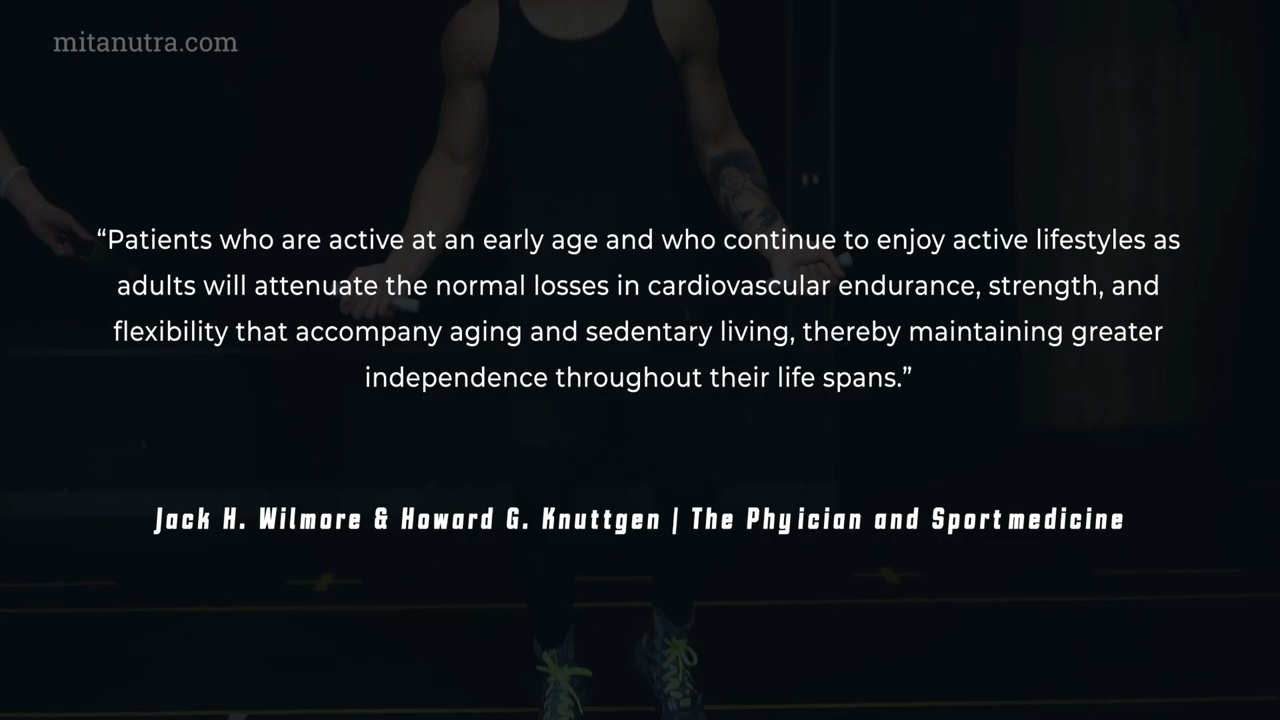 mitanutra.com
“Patients who are active at an early age and who continue to enjoy active lifestyles as
adults will attenuate the normal losses in cardiovascular endurance, strength, and
flexibility that accompany aging and sedentary living, thereby maintaining greater
independence throughout their life spans.”
Jack H. Wilmore & Howard G. Knuttgen | The Phyician and Sportmedicine